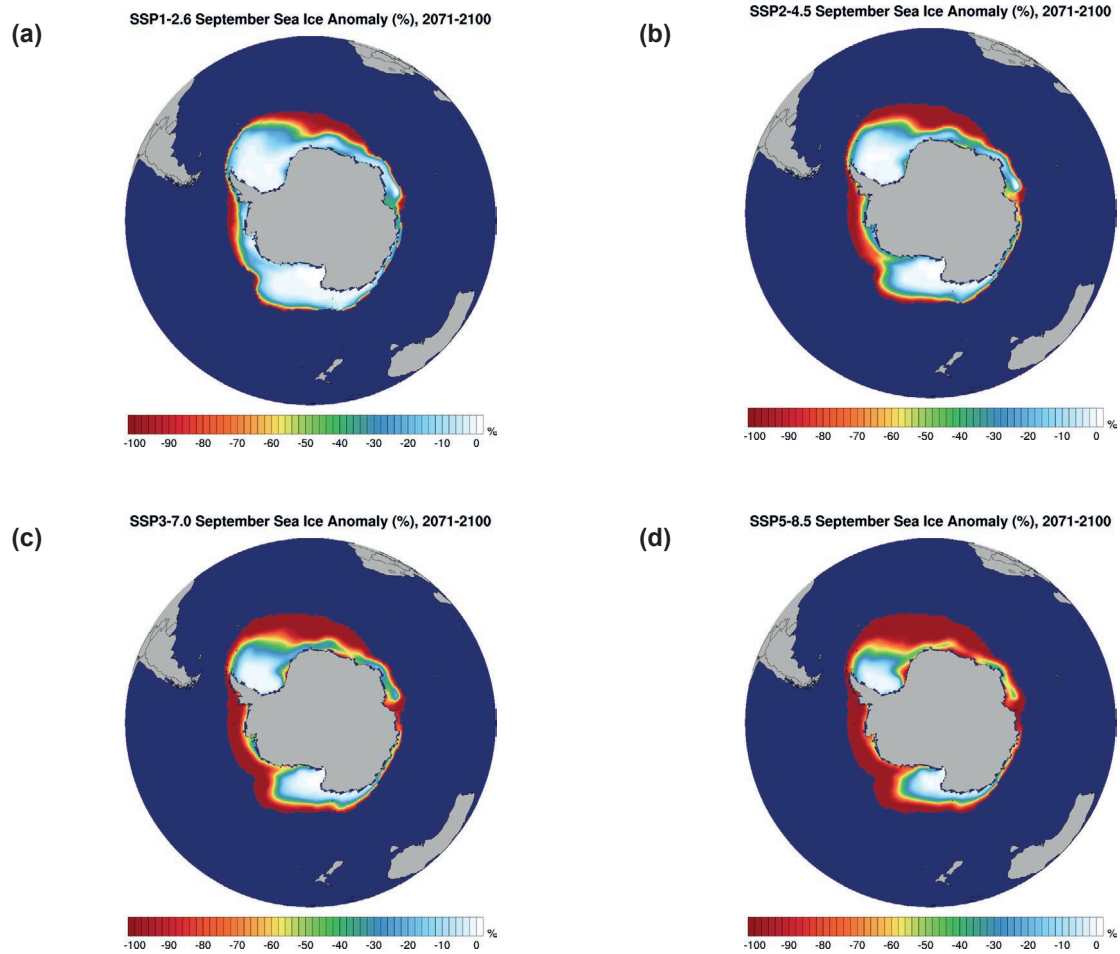 (a)
SSP1-2.6 September Sea Ice Anomaly (%), 2071-2100
-100 -90 -80 -70 -60 -50 -40 -30 -20 -10 0 %
(b)
SSP2-4.5 September Sea Ice Anomaly (%), 2071-2100
-100 -90 -80 -70 -60 -50 -40 -30 -20 -10 0 %
(c)
SSP3-7.0 September Sea Ice Anomaly (%), 2071-2100
-100 -90 -80 -70 -60 -50 -40 -30 -20 -10 0 %
(d)
SSP5-8.5 September Sea Ice Anomaly (%), 2071-2100
-100 -90 -80 -70 -60 -50 -40 -30 -20 -10 0 %